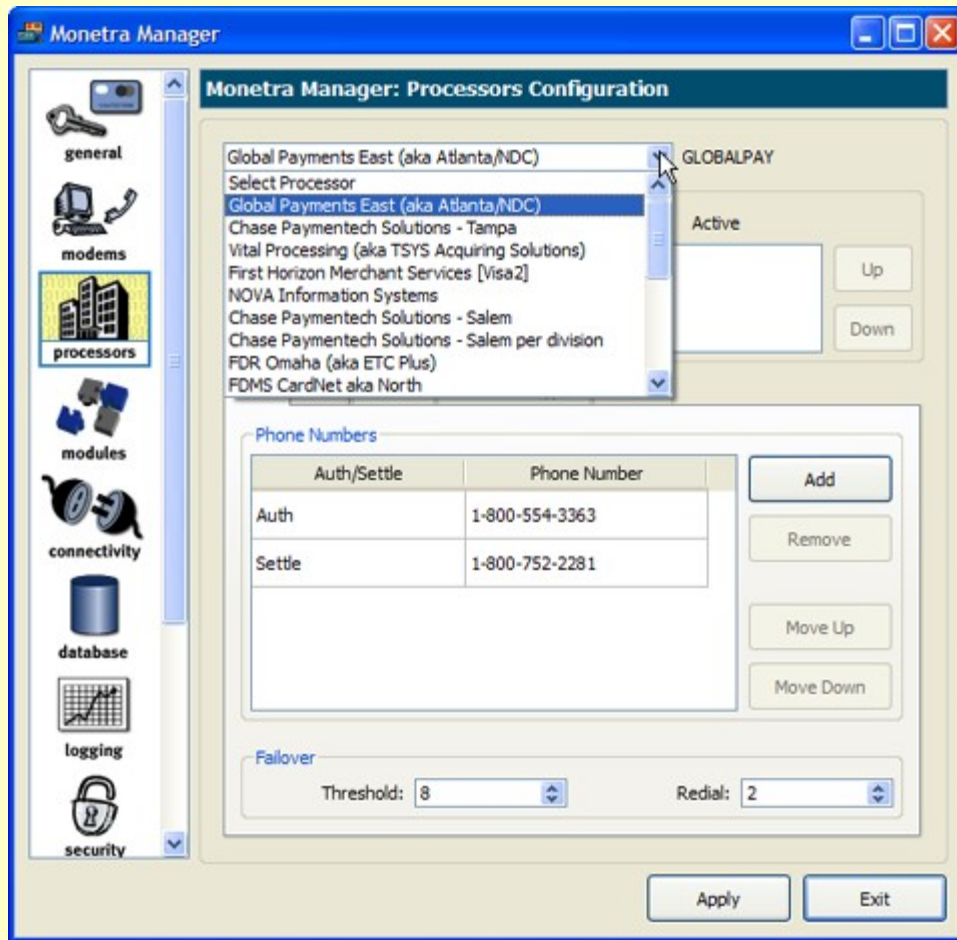 Monetra Manager
general
modems
processors
modules
connectivity
database
logging
security
Monetra Manager: Processors Configuration
Global Payments East (aka Atlanta/NDC) GLOBALPAY
Select Processor
Global Payments East (aka Atlanta/NDC)
Chase Paymentech Solutions - Tampa
Vital Processing (aka TSYS Acquiring Solutions)
First Horizon Merchant Services [Visa2]
NOVA Information Systems
Chase Paymentech Solutions - Salem
Chase Paymentech Solutions - Salem per division
FDR Omaha (aka ETC Plus)
FDMS CardNet aka North
Active
Up
Down
Phone Numbers
Auth/Settle Phone Number
Auth 1-800-554-3363
Settle 1-800-752-2281
Add
Remove
Move Up
Move Down
Failover
Threshold: 8 Redial: 2
Apply Exit